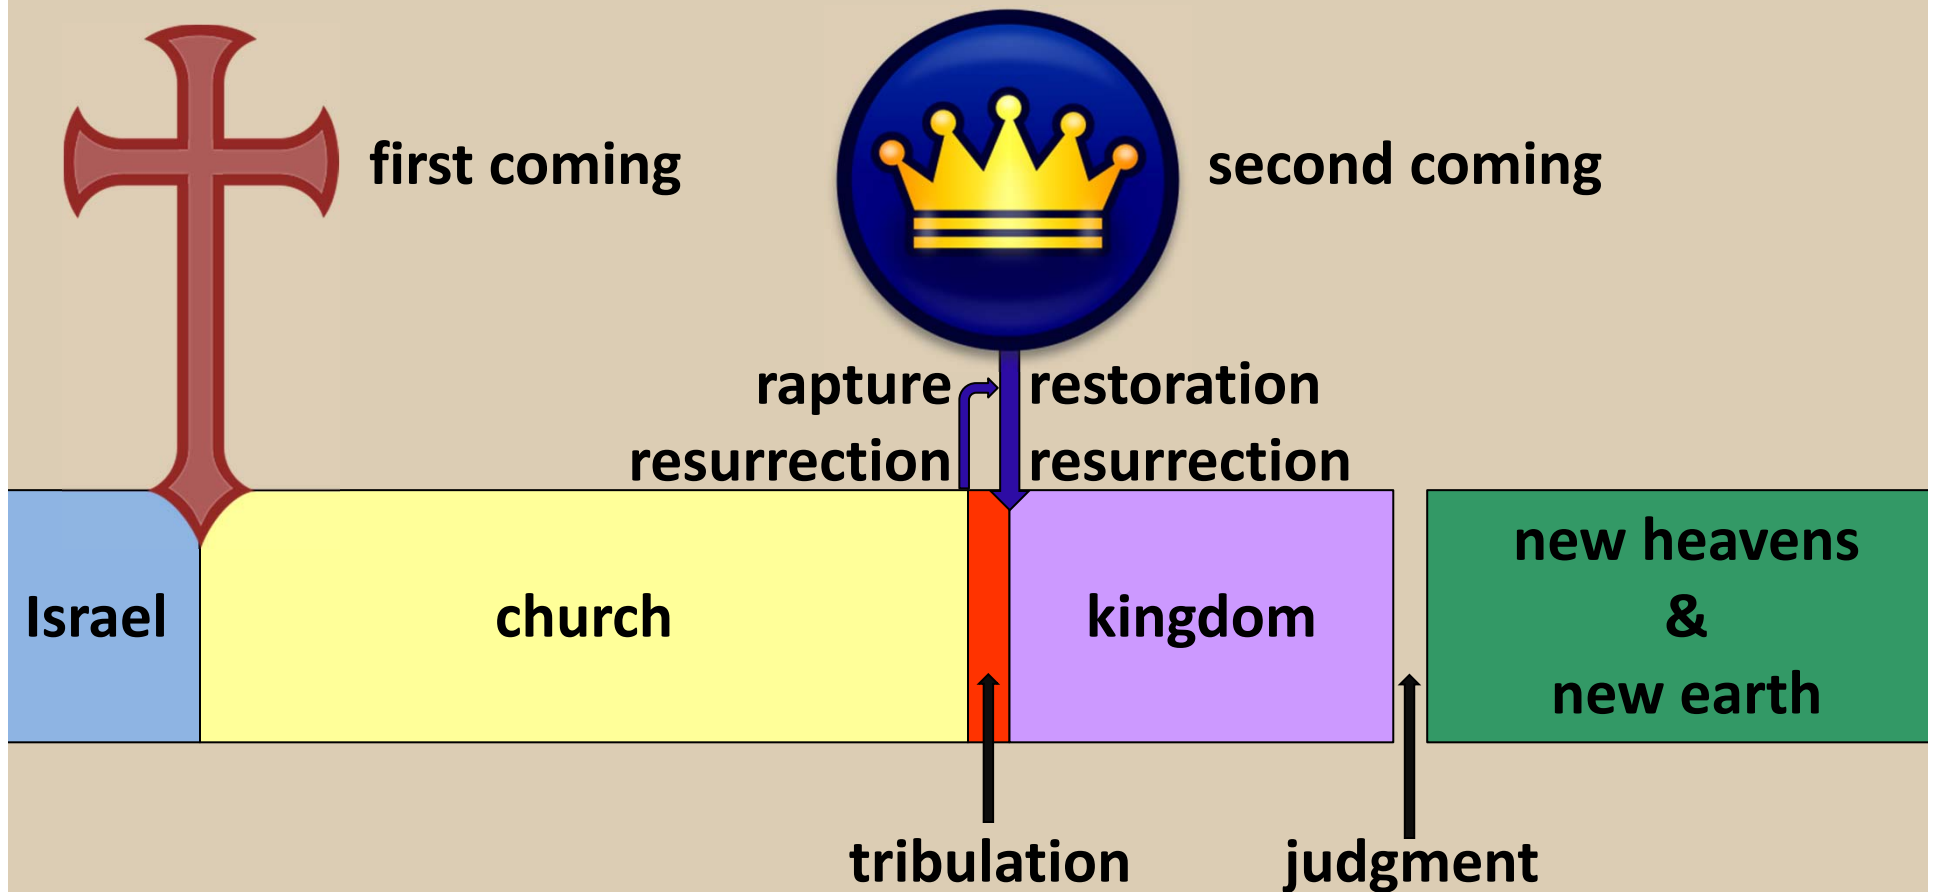 first coming
second coming
rapture
restoration
resurrection
resurrection
Israel
church
kingdom
new heavens
&
new earth
tribulation
judgment